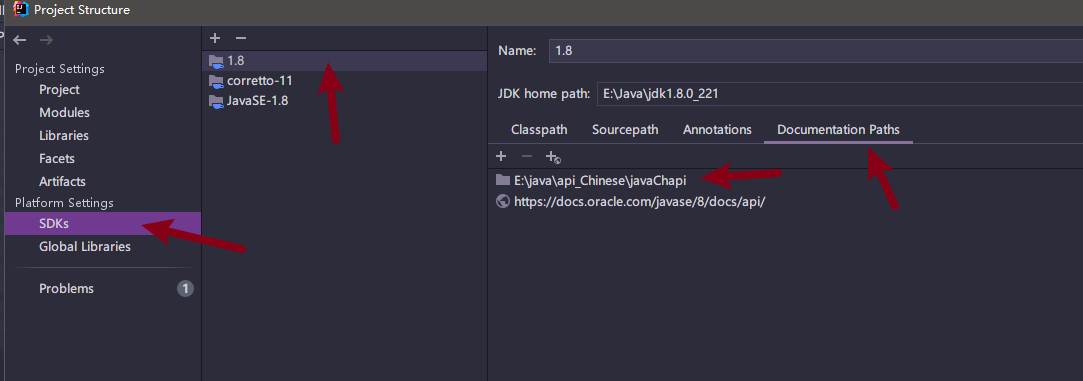 Project Structure
Project Settings
Project
Modules
Libraries
Facets
Artifacts
Platform Settings
SDKs
Global Libraries
Problems
1
1.8
corretto-11
JavaSE-1.8
Name: 1.8
JDK home path: E:\Java\jdk1.8.0_221
Classpath Sourcepath Annotations Documentation Paths
E:\java\api_Chinese\javaChapi
https://docs.oracle.com/javase/8/docs/api/